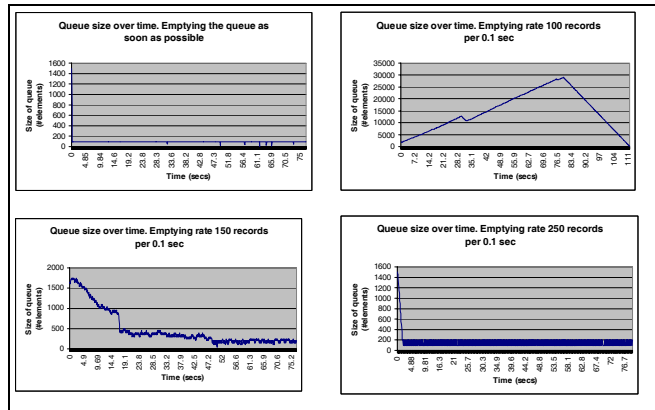 Queue size over time. Emptying the queue as
soon as possible
Size of queue
(#elements)
1600
1400
1200
1000
800
600
400
200
0
0 4.85 9.84 14.6 19.2 23.8 28.3 33.6 38.2 42.8 47.3 51.8 56.4 61.1 65.9 70.5 75
Time (secs)
Queue size over time. Emptying rate 100 records
per 0.1 sec
Size of queue
(#elements)
35000
30000
25000
20000
15000
10000
5000
0
0 7.2 14.2 21.2 28.2 35.1 42 48.9 55.9 62.7 69.6 76.5 83.4 90.2 97 104 111
Time (secs)
Queue size over time. Emptying rate 150 records
per 0.1 sec
Size of queue
(#elements)
2000
1500
1000
500
0
0 4.9 9.69 14.4 19.1 23.8 28.5 33.2 37.9 42.5 47.2 52 56.6 61.3 65.9 70.6 75.2
Time (secs)
Queue size over time. Emptying rate 250 records
per 0.1 sec
Size of queue
(#elements)
1600
1400
1200
1000
800
600
400
200
0
0 4.88 9.81 16.3 21 25.7 30.3 34.9 39.6 44.2 48.8 53.5 58.1 62.8 67.4 72 76.7
Time (secs)